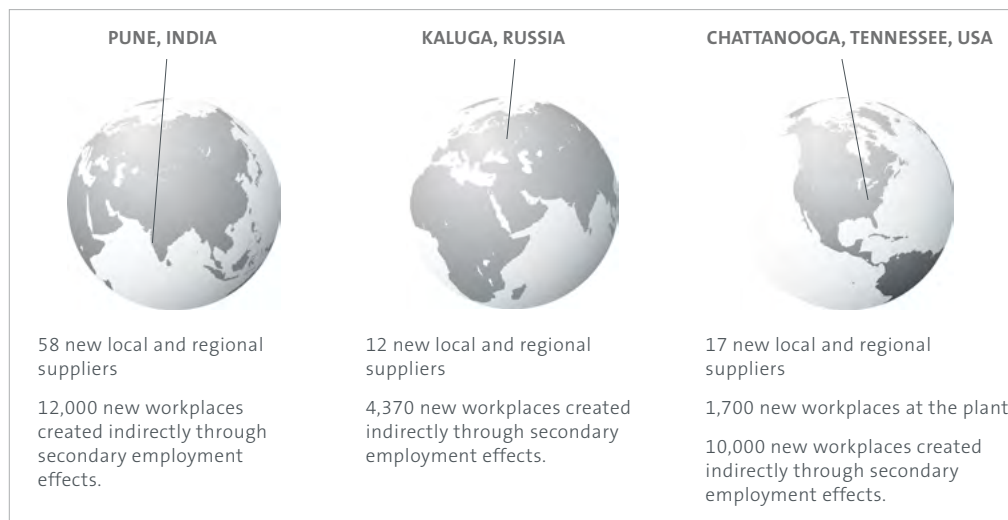 PUNE, INDIA
58 new local and regional
suppliers
12,000 new workplaces
created indirectly through
secondary employment
effects.
KALUGA, RUSSIA
12 new local and regional
suppliers
4,370 new workplaces created
indirectly through secondary
employment effects.
CHATTANOOGA, TENNESSEE, USA
17 new local and regional
suppliers
1,700 new workplaces at the plant
10,000 new workplaces created
indirectly through secondary
employment effects.